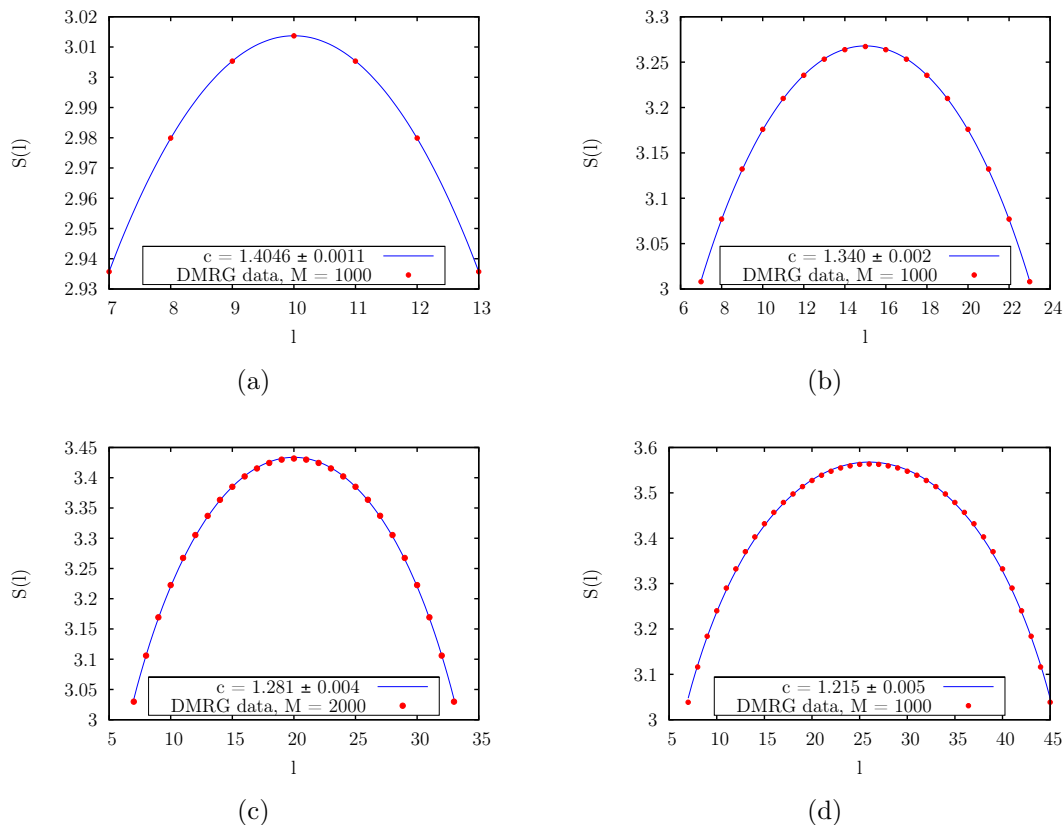 3.02
3.01
3
2.99
2.98
2.97
2.96
2.95
2.94
2.93
S(l)
c = 1.4046 ± 0.0011
DMRG data, M = 1000
7 8 9 10 11 12 13
l
(a)
3.3
3.25
3.2
3.15
3.1
3.05
3
S(l)
c = 1.340 ± 0.002
DMRG data, M = 1000
6 8 10 12 14 16 18 20 22 24
l
(b)
3.45
3.4
3.35
3.3
3.25
3.2
3.15
3.1
3.05
3
S(l)
c = 1.281 ± 0.004
DMRG data, M = 2000
5 10 15 20 25 30 35
l
(c)
3.6
3.5
3.4
3.3
3.2
3.1
3
S(l)
c = 1.215 ± 0.005
DMRG data, M = 1000
5 10 15 20 25 30 35 40 45
l
(d)